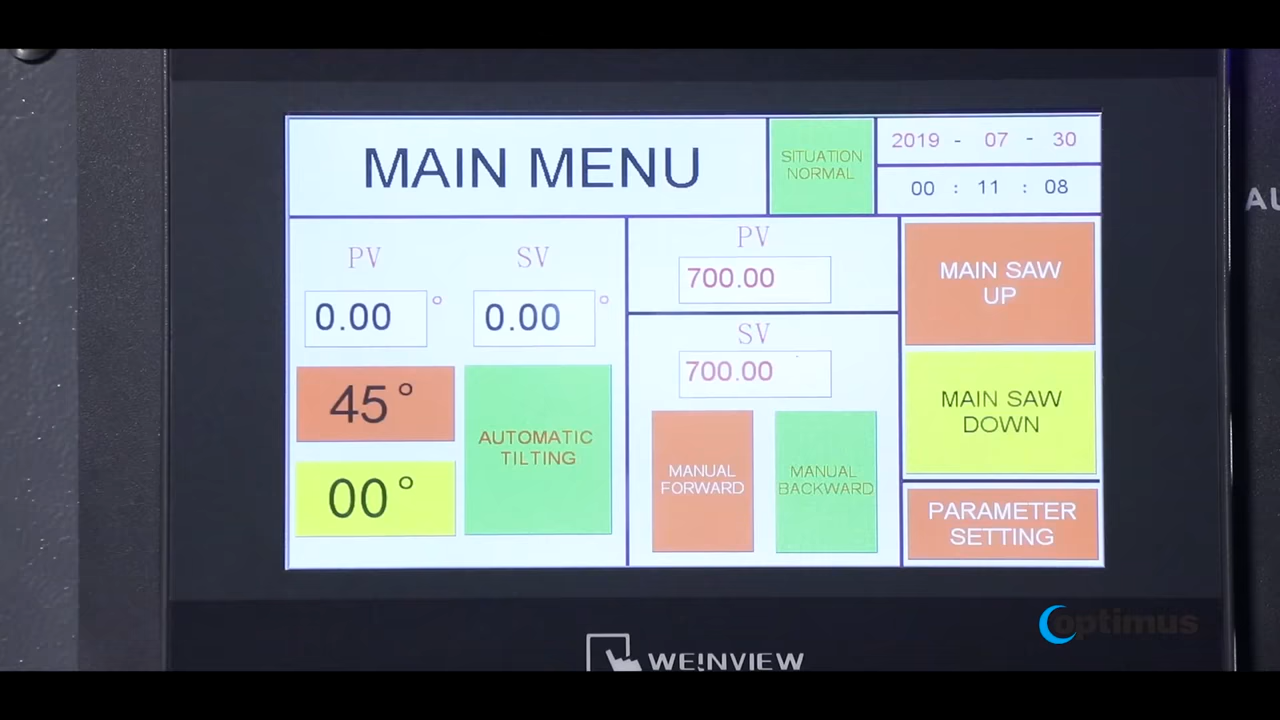 MAIN MENU
SITUATION
NORMAL
2019 - 07 - 30
00 : 11 : 08
PV
SV
0.00 °
0.00 °
45°
00°
AUTOMATIC
TILTING
PV
700.00
SV
700.00
MANUAL
FORWARD
MANUAL
BACKWARD
MAIN SAW
UP
MAIN SAW
DOWN
PARAMETER
SETTING
AU
optimus
WEINVIEW